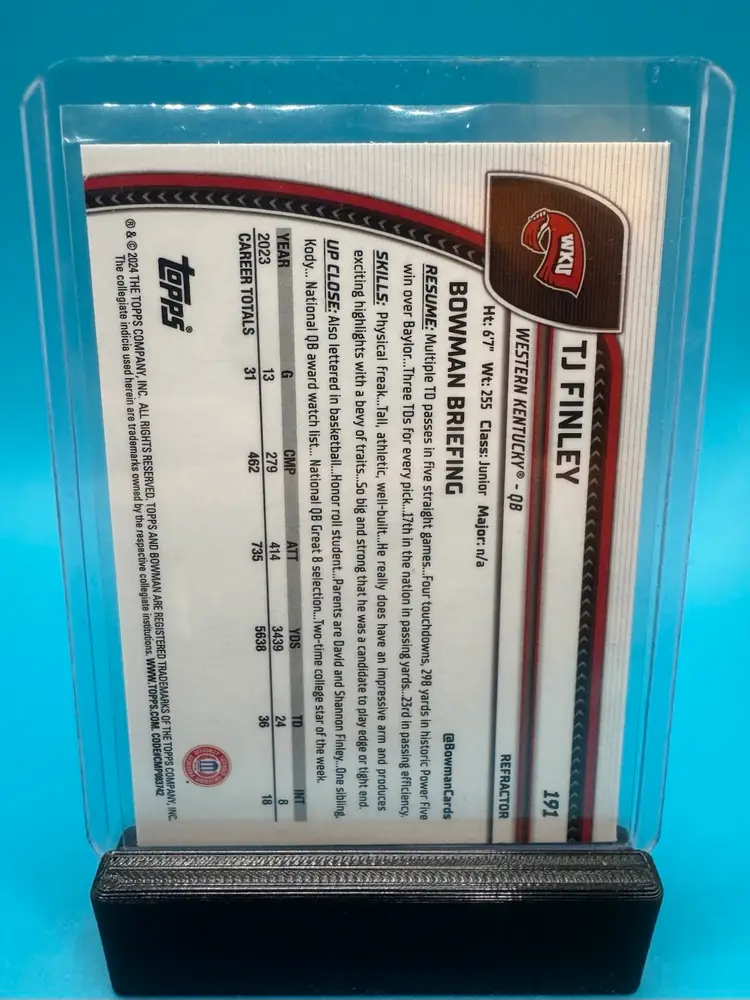 WKU
TJ FINLEY
191
WESTERN KENTUCKY® - QB
REFRACTOR
Ht: 6'7" Wt: 255 Class: Junior Major: n/a
BOWMAN BRIEFING
@BowmanCards
RESUME: Multiple TD passes in five straight games...Four touchdowns, 298 yards in historic Power Five
win over Baylor...Three TDs for every pick...17th in the nation in passing yards...23rd in passing efficiency.
SKILLS: Physical freak...Tall, athletic, well-built...He really does have an impressive arm and produces
exciting highlights with a bevy of traits...So big and strong that he was a candidate to play edge or tight end.
UP CLOSE: Also lettered in basketball...Honor roll student...Parents are David and Shannon Finley...One sibling,
Kody... National QB award watch list... National QB Great 8 selection...Two-time college star of the week.
YEAR G CMP ATT YDS TD INT
2023 13 279 414 3439 24 8
CAREER TOTALS 31 462 735 5638 36 18
topps®
® & © 2024 THE TOPPS COMPANY, INC. ALL RIGHTS RESERVED. TOPPS AND BOWMAN ARE REGISTERED TRADEMARKS OF THE TOPPS COMPANY, INC.
The collegiate indicia used herein are trademarks owned by the respective collegiate institutions. WWW.TOPPS.COM. CODE#CMPW03742